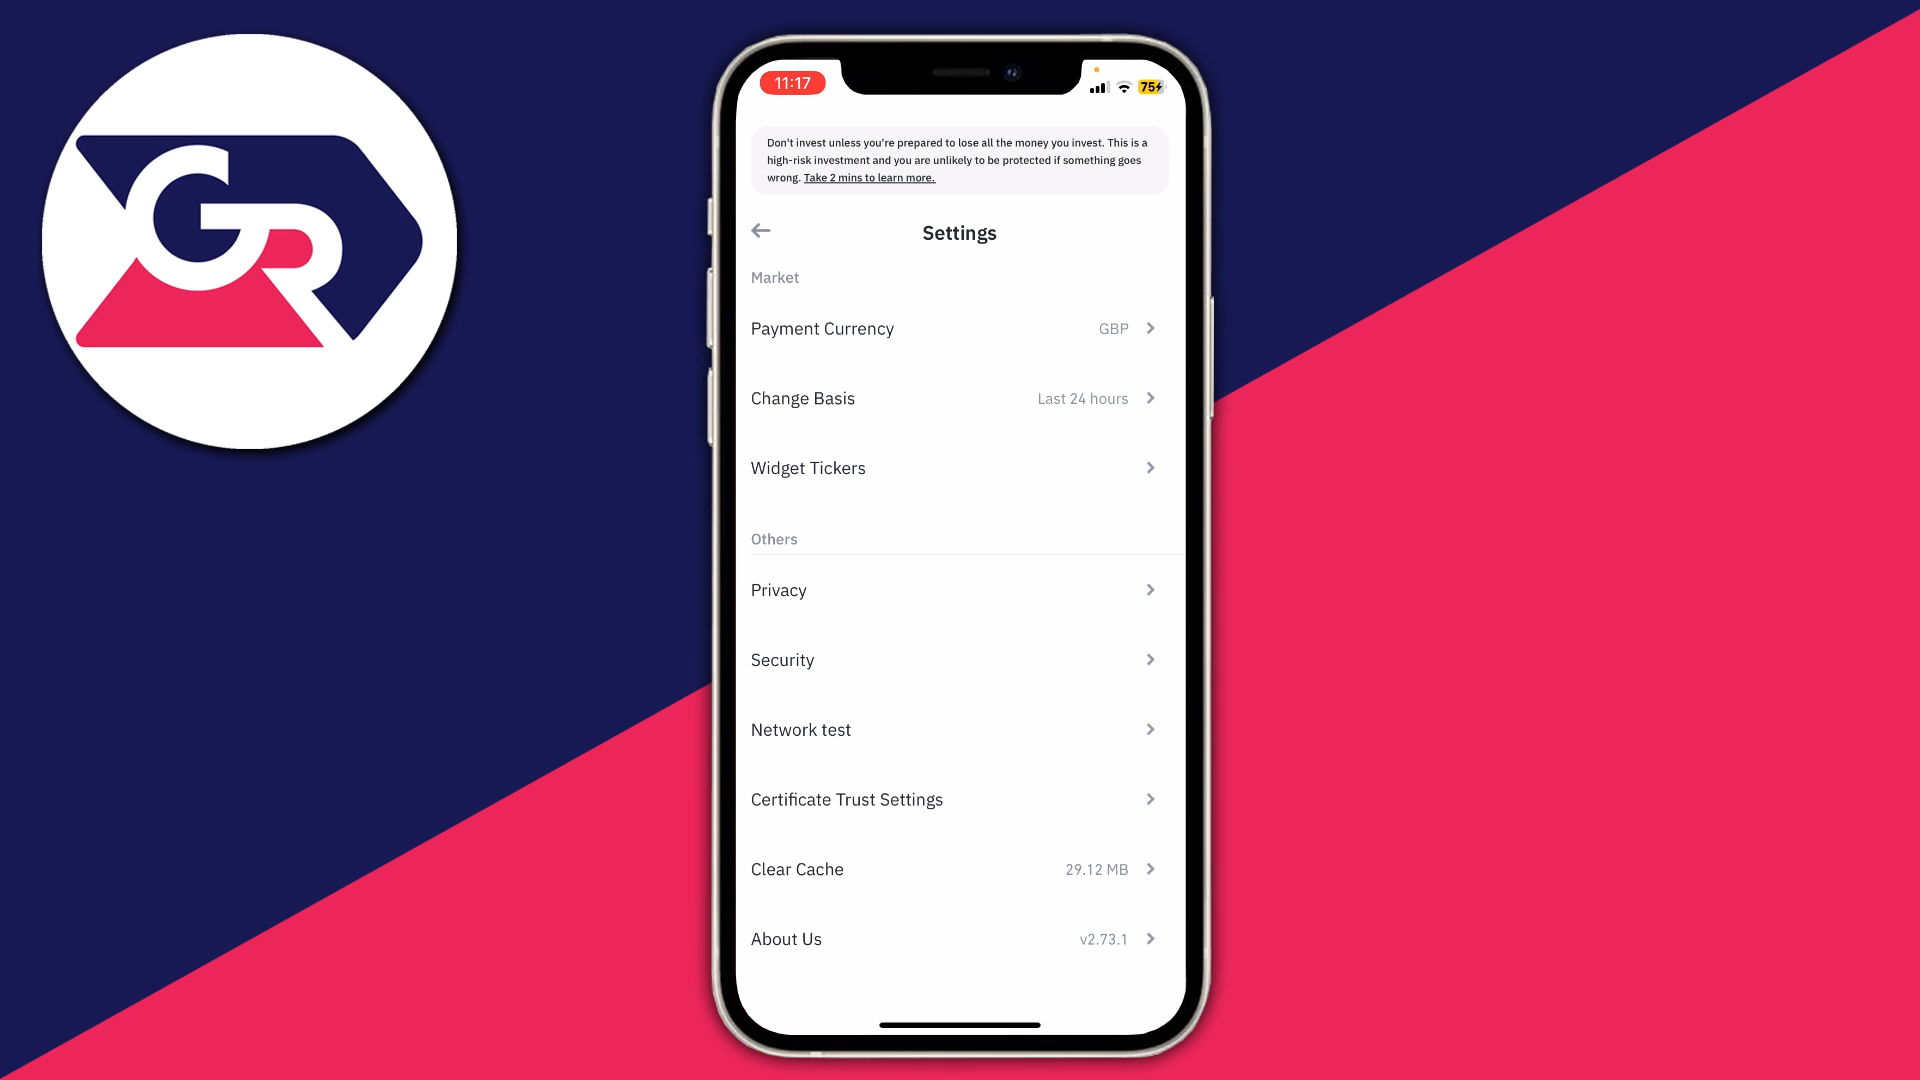 GR
11:17
75
Don't invest unless you're prepared to lose all the money you invest. This is a
high-risk investment and you are unlikely to be protected if something goes
wrong. Take 2 mins to learn more.
Settings
Market
Payment Currency GBP
Change Basis Last 24 hours
Widget Tickers
Others
Privacy
Security
Network test
Certificate Trust Settings
Clear Cache 29.12 MB
About Us v2.73.1